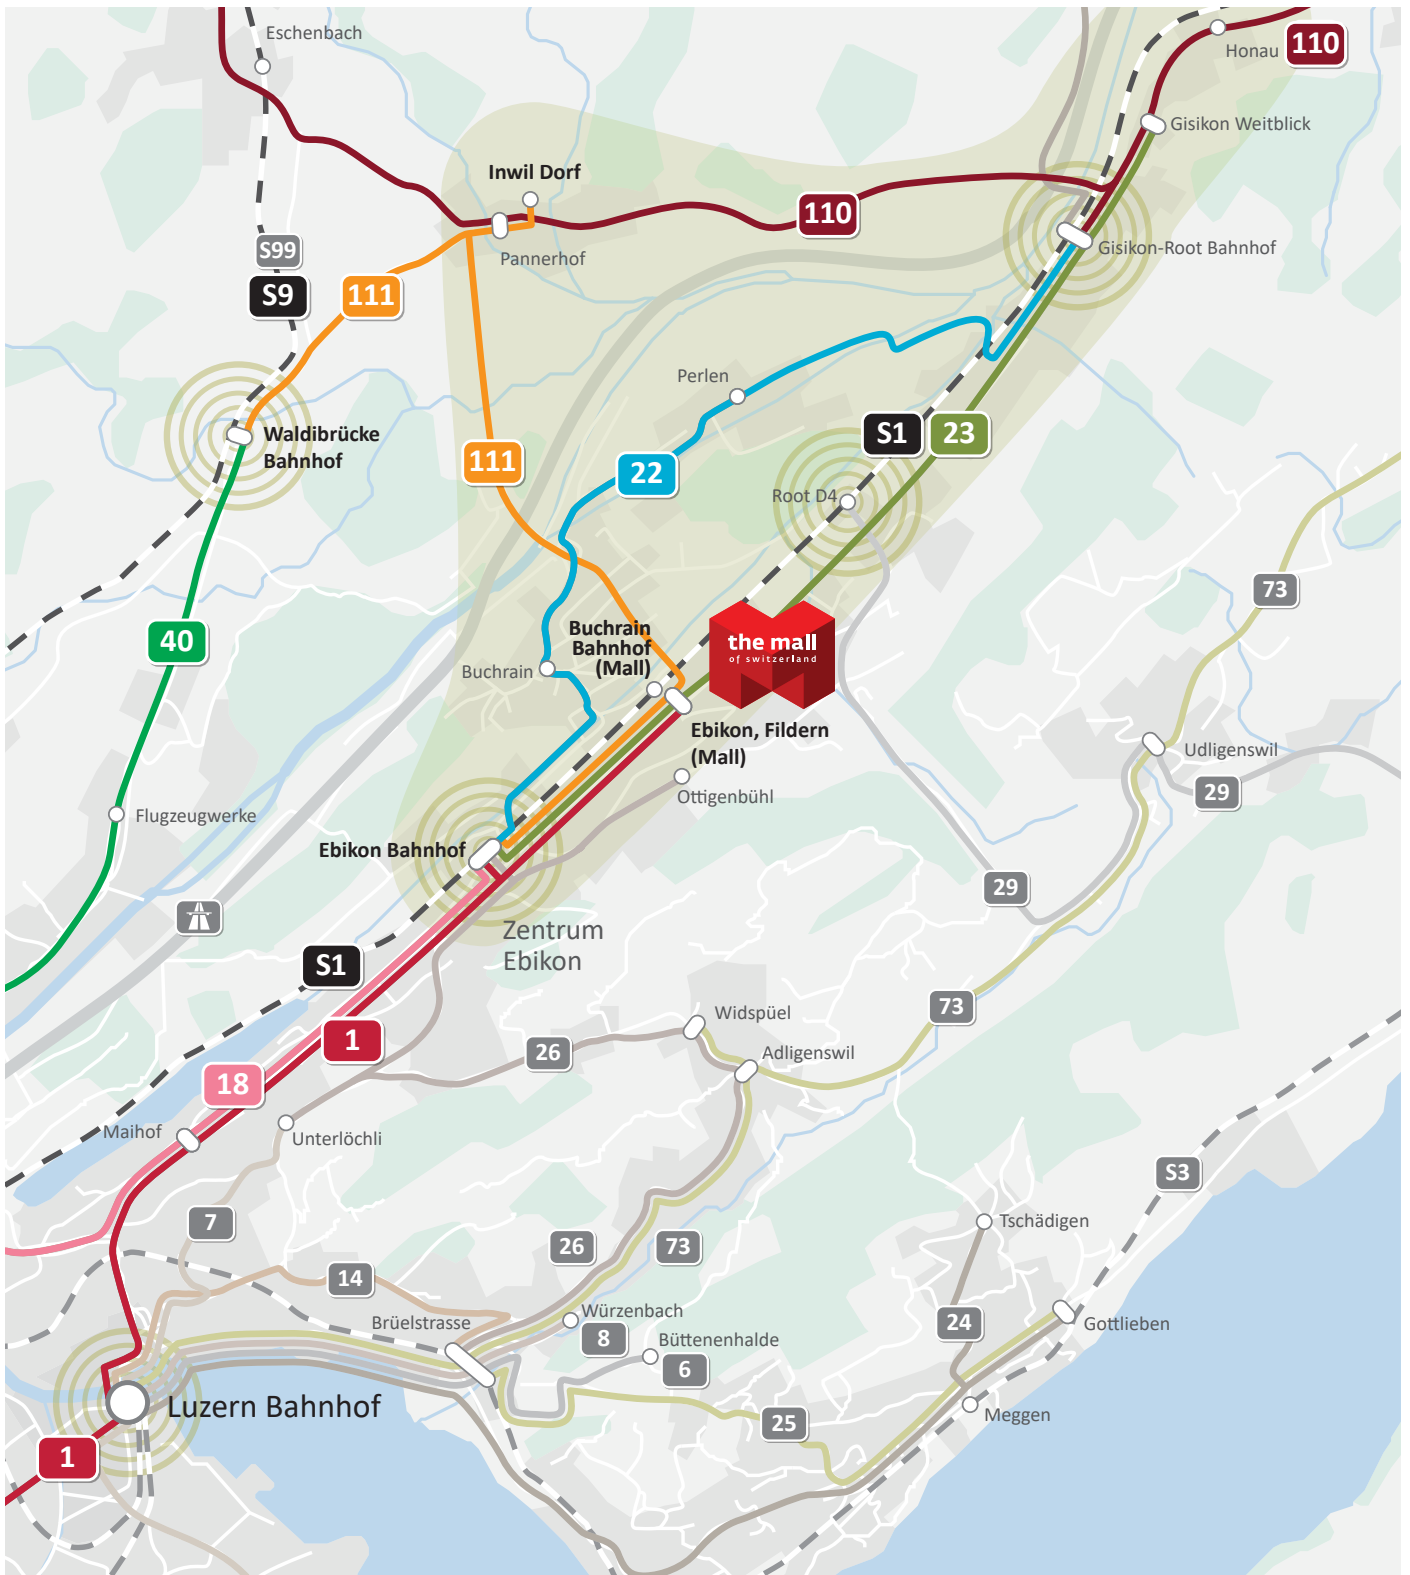 Eschenbach
Honau
110
Gisikon Weitblick
Inwil Dorf
110
Pannerhof
Gisikon-Root Bahnhof
S99
S9
111
Perlen
Waldibrücke
Bahnhof
111
22
S1
23
Root D4
73
40
Buchrain
Bahnhof
(Mall)
the mall
of switzerland
Buchrain
Ebikon, Fildern
(Mall)
Udligenswil
29
Ottigenbühl
Flugzeugwerke
Ebikon Bahnhof
29
Zentrum
Ebikon
S1
73
Widspüel
1
26
Adligenswil
18
Maihof
Unterlöchli
S3
7
Tschädigen
26
73
14
Würzenbach
Brüelstrasse
8
Büttenenhalde
6
24
Gottlieben
Luzern Bahnhof
25
Meggen
1